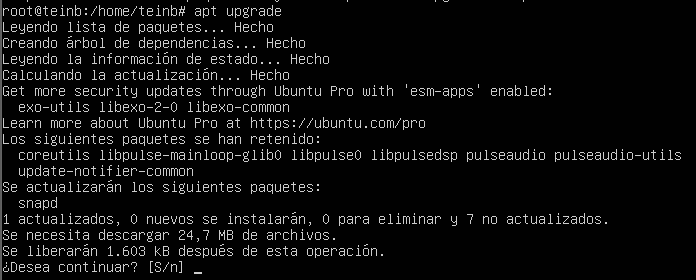 root@teinb:/home/teinb# apt upgrade
Leyendo lista de paquetes... Hecho
Creando árbol de dependencias... Hecho
Leyendo la información de estado... Hecho
Calculando la actualización... Hecho
Get more security updates through Ubuntu Pro with 'esm-apps' enabled:
  exo-utils libexo-2-0 libexo-common
Learn more about Ubuntu Pro at https://ubuntu.com/pro
Los siguientes paquetes se han retenido:
  coreutils libpulse-mainloop-glib0 libpulse0 libpulsedsp pulseaudio pulseaudio-utils
  update-notifier-common
Se actualizarán los siguientes paquetes:
  snapd
1 actualizados, 0 nuevos se instalarán, 0 para eliminar y 7 no actualizados.
Se necesita descargar 24,7 MB de archivos.
Se liberarán 1.603 kB después de esta operación.
¿Desea continuar? [S/n] _